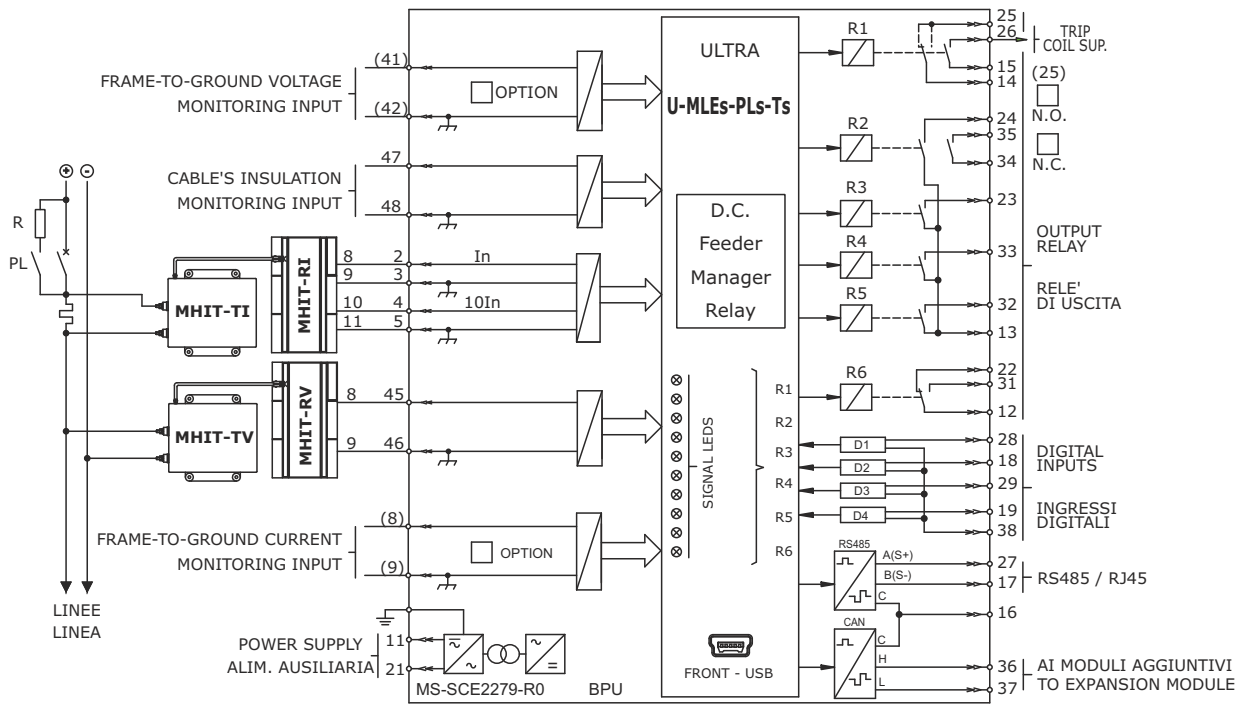 FRAME-TO-GROUND VOLTAGE
MONITORING INPUT
(41)
(42)
OPTION
CABLE'S INSULATION
MONITORING INPUT
47
48
+
-
R
PL
MHIT-TI
MHIT-RI
8 2 In
9 3
10 4 10In
11 5
MHIT-TV
MHIT-RV
8 45
9 46
FRAME-TO-GROUND CURRENT
MONITORING INPUT
(8)
(9)
OPTION
LINEE
LINEA
POWER SUPPLY
ALIM. AUSILIARIA
11
21
MS-SCE2279-R0
BPU
ULTRA
U-MLEs-PLs-Ts
D.C.
Feeder
Manager
Relay
SIGNAL LEDS
R1
R2
R3
R4
R5
R6
FRONT - USB
R1
R2
R3
R4
R5
R6
D1
D2
D3
D4
RS485
A(S+)
B(S-)
C
CAN
C
H
L
25
26
15
14
24
35
34
23
33
32
13
22
31
12
28
18
29
19
38
27
17
16
36
37
TRIP
COIL SUP.
(25)
N.O.
N.C.
OUTPUT
RELAY
RELE'
DI USCITA
DIGITAL
INPUTS
INGRESSI
DIGITALI
RS485 / RJ45
AI MODULI AGGIUNTIVI
TO EXPANSION MODULE